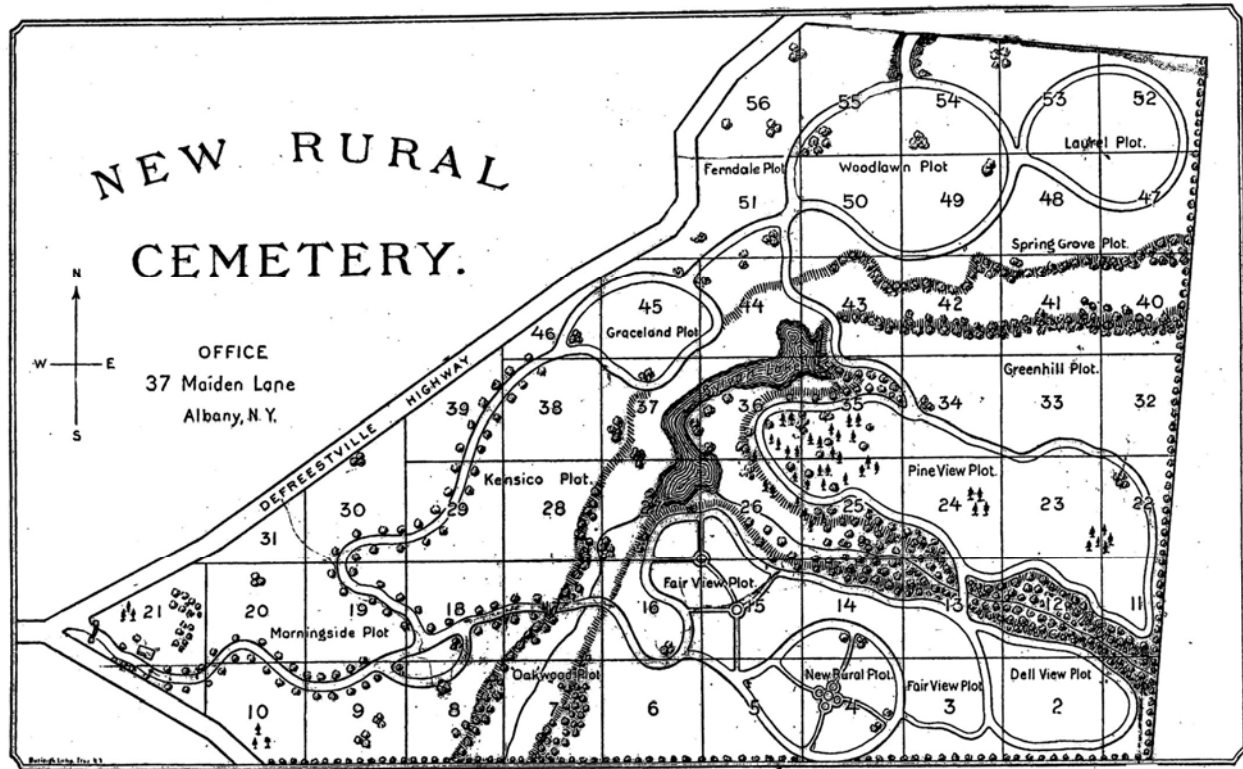 NEW RURAL
CEMETERY.
N
W E
S
OFFICE
37 Maiden Lane
Albany, N.Y.
DEFREESTVILLE HIGHWAY
56 55 54 53 52
Laurel Plot.
Ferndale Plot Woodlawn Plot
51 50 49 48 47
Spring Grove Plot.
46 45 44 43 42 41 40
Graceland Plot
Greenhill Plot.
39 38 37 36 35 34 33 32
Kensico Plot. Pine View Plot.
31 30 29 28 26 25 24 23 22
Fair View Plot.
21 20 19 18 17 16 15 14 13 12 11
Morningside Plot
Oakwood Plot New Rural Plot. Fair View Plot Dell View Plot
10 9 8 7 6 5 4 3 2